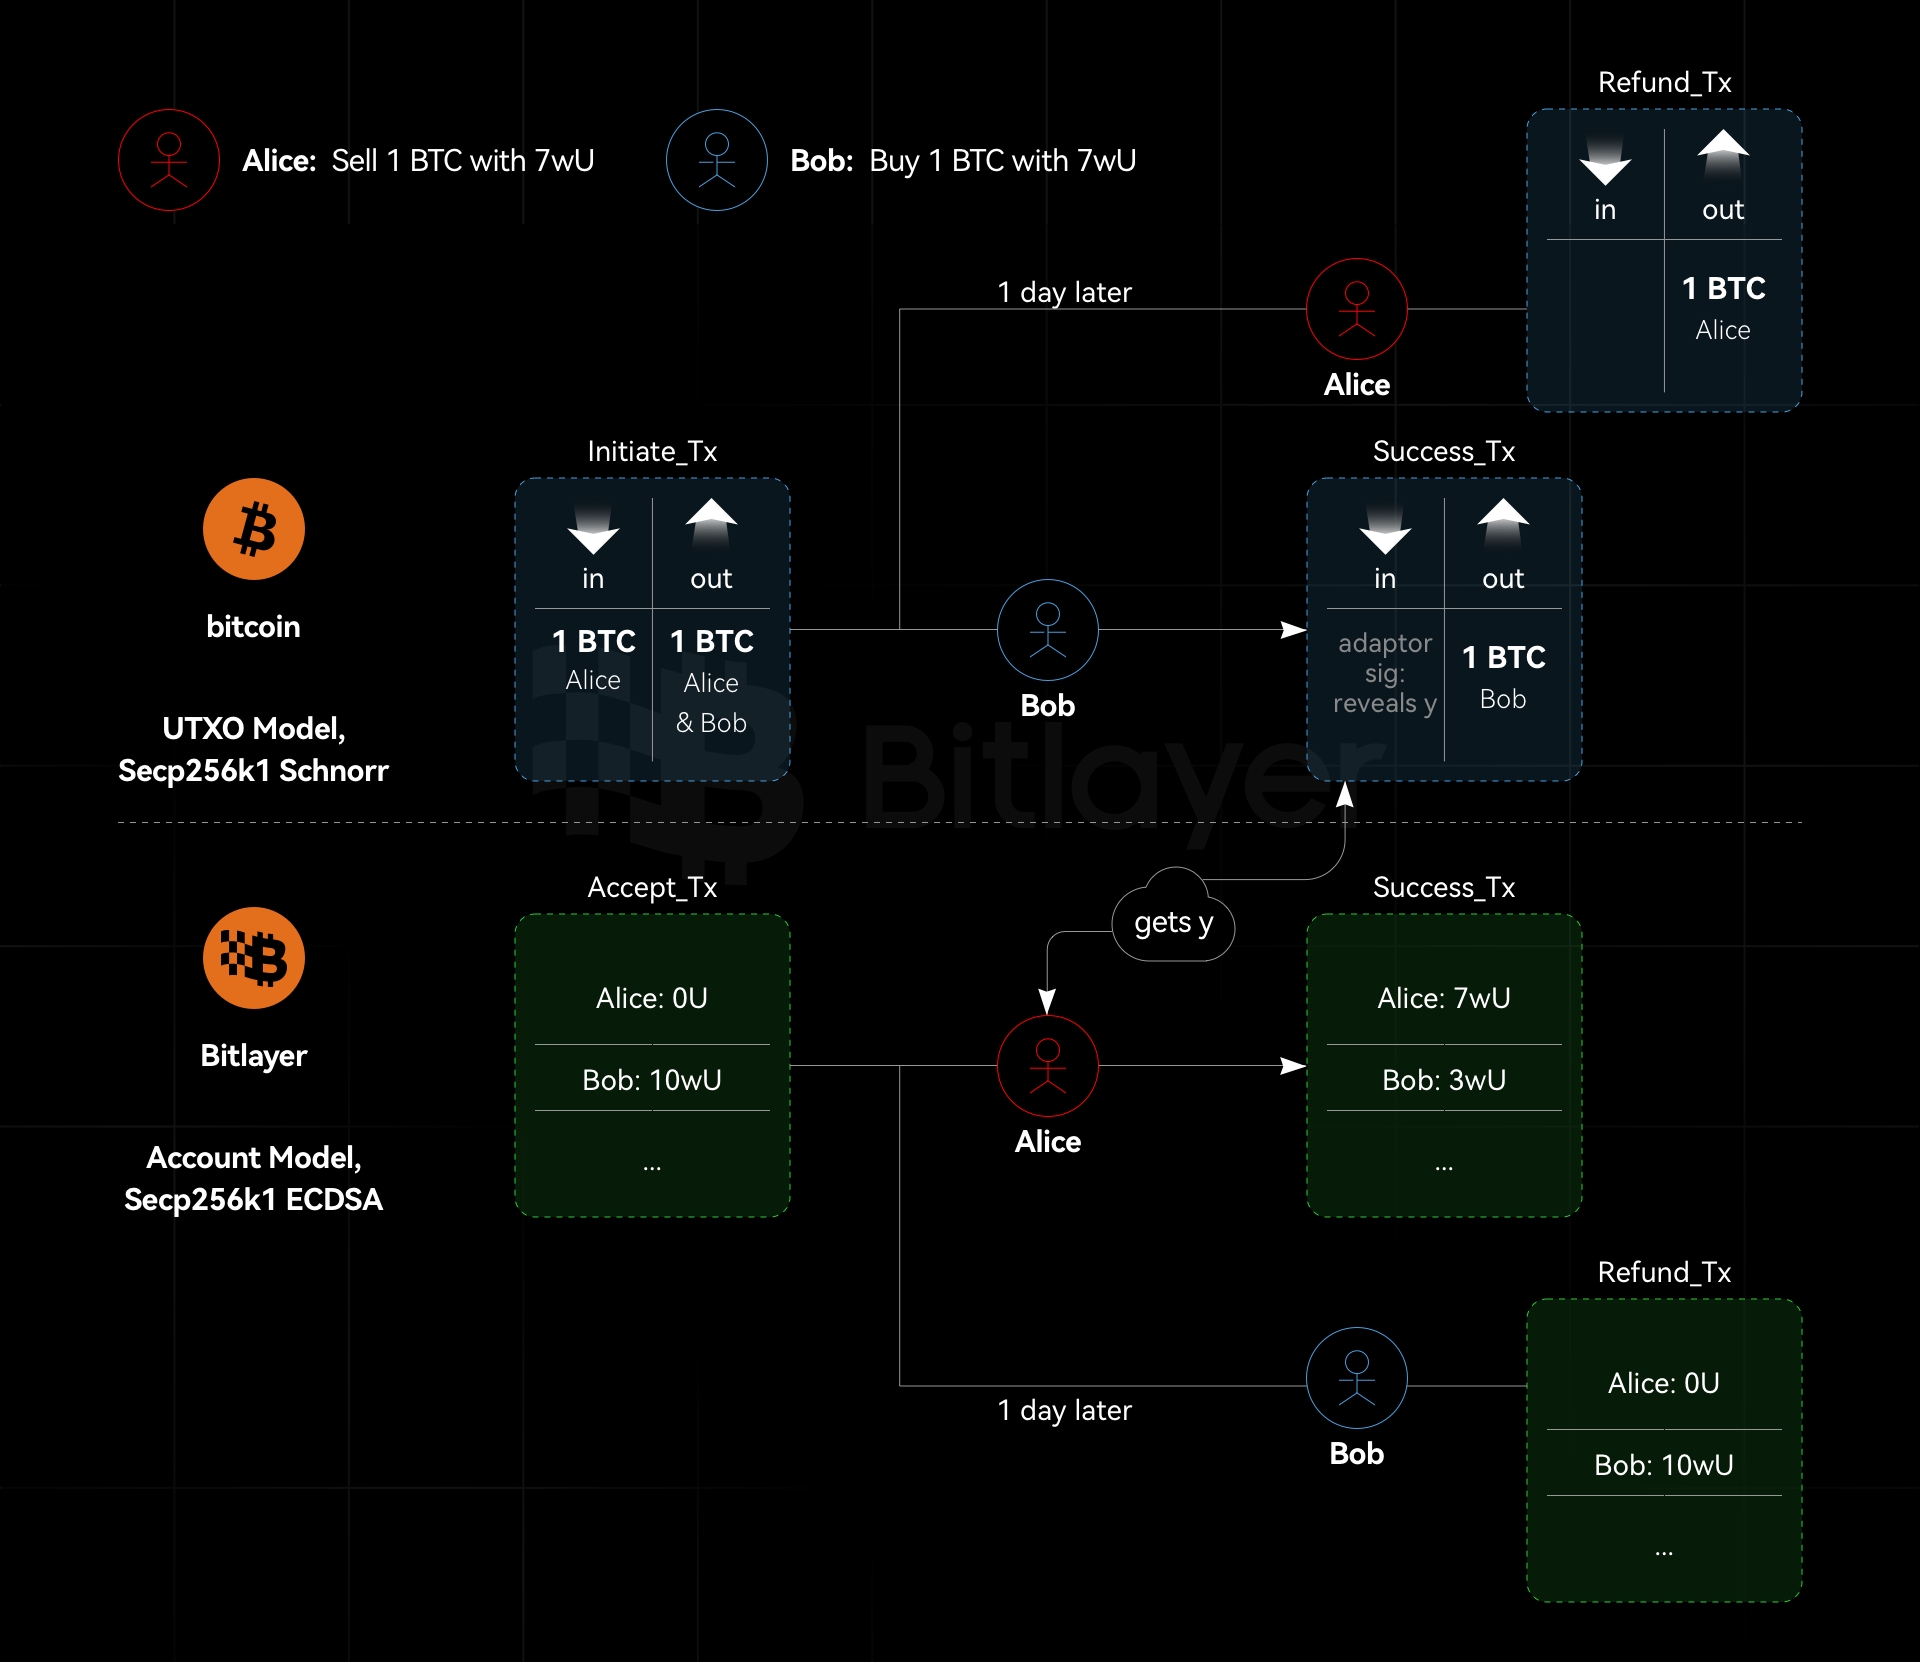 Alice: Sell 1 BTC with 7wU
Bob: Buy 1 BTC with 7wU
Refund_Tx
in out
1 BTC
Alice
1 day later
Alice
Initiate_Tx
in out
1 BTC 1 BTC
Alice Alice
& Bob
bitcoin
UTXO Model,
Secp256k1 Schnorr
Bob
Success_Tx
in out
adaptor
sig:
reveals y
1 BTC
Bob
Bitlayer
Accept_Tx
Alice: 0U
Bob: 10wU
...
Bitlayer
Account Model,
Secp256k1 ECDSA
gets y
Alice
Success_Tx
Alice: 7wU
Bob: 3wU
...
1 day later
Bob
Refund_Tx
Alice: 0U
Bob: 10wU
...